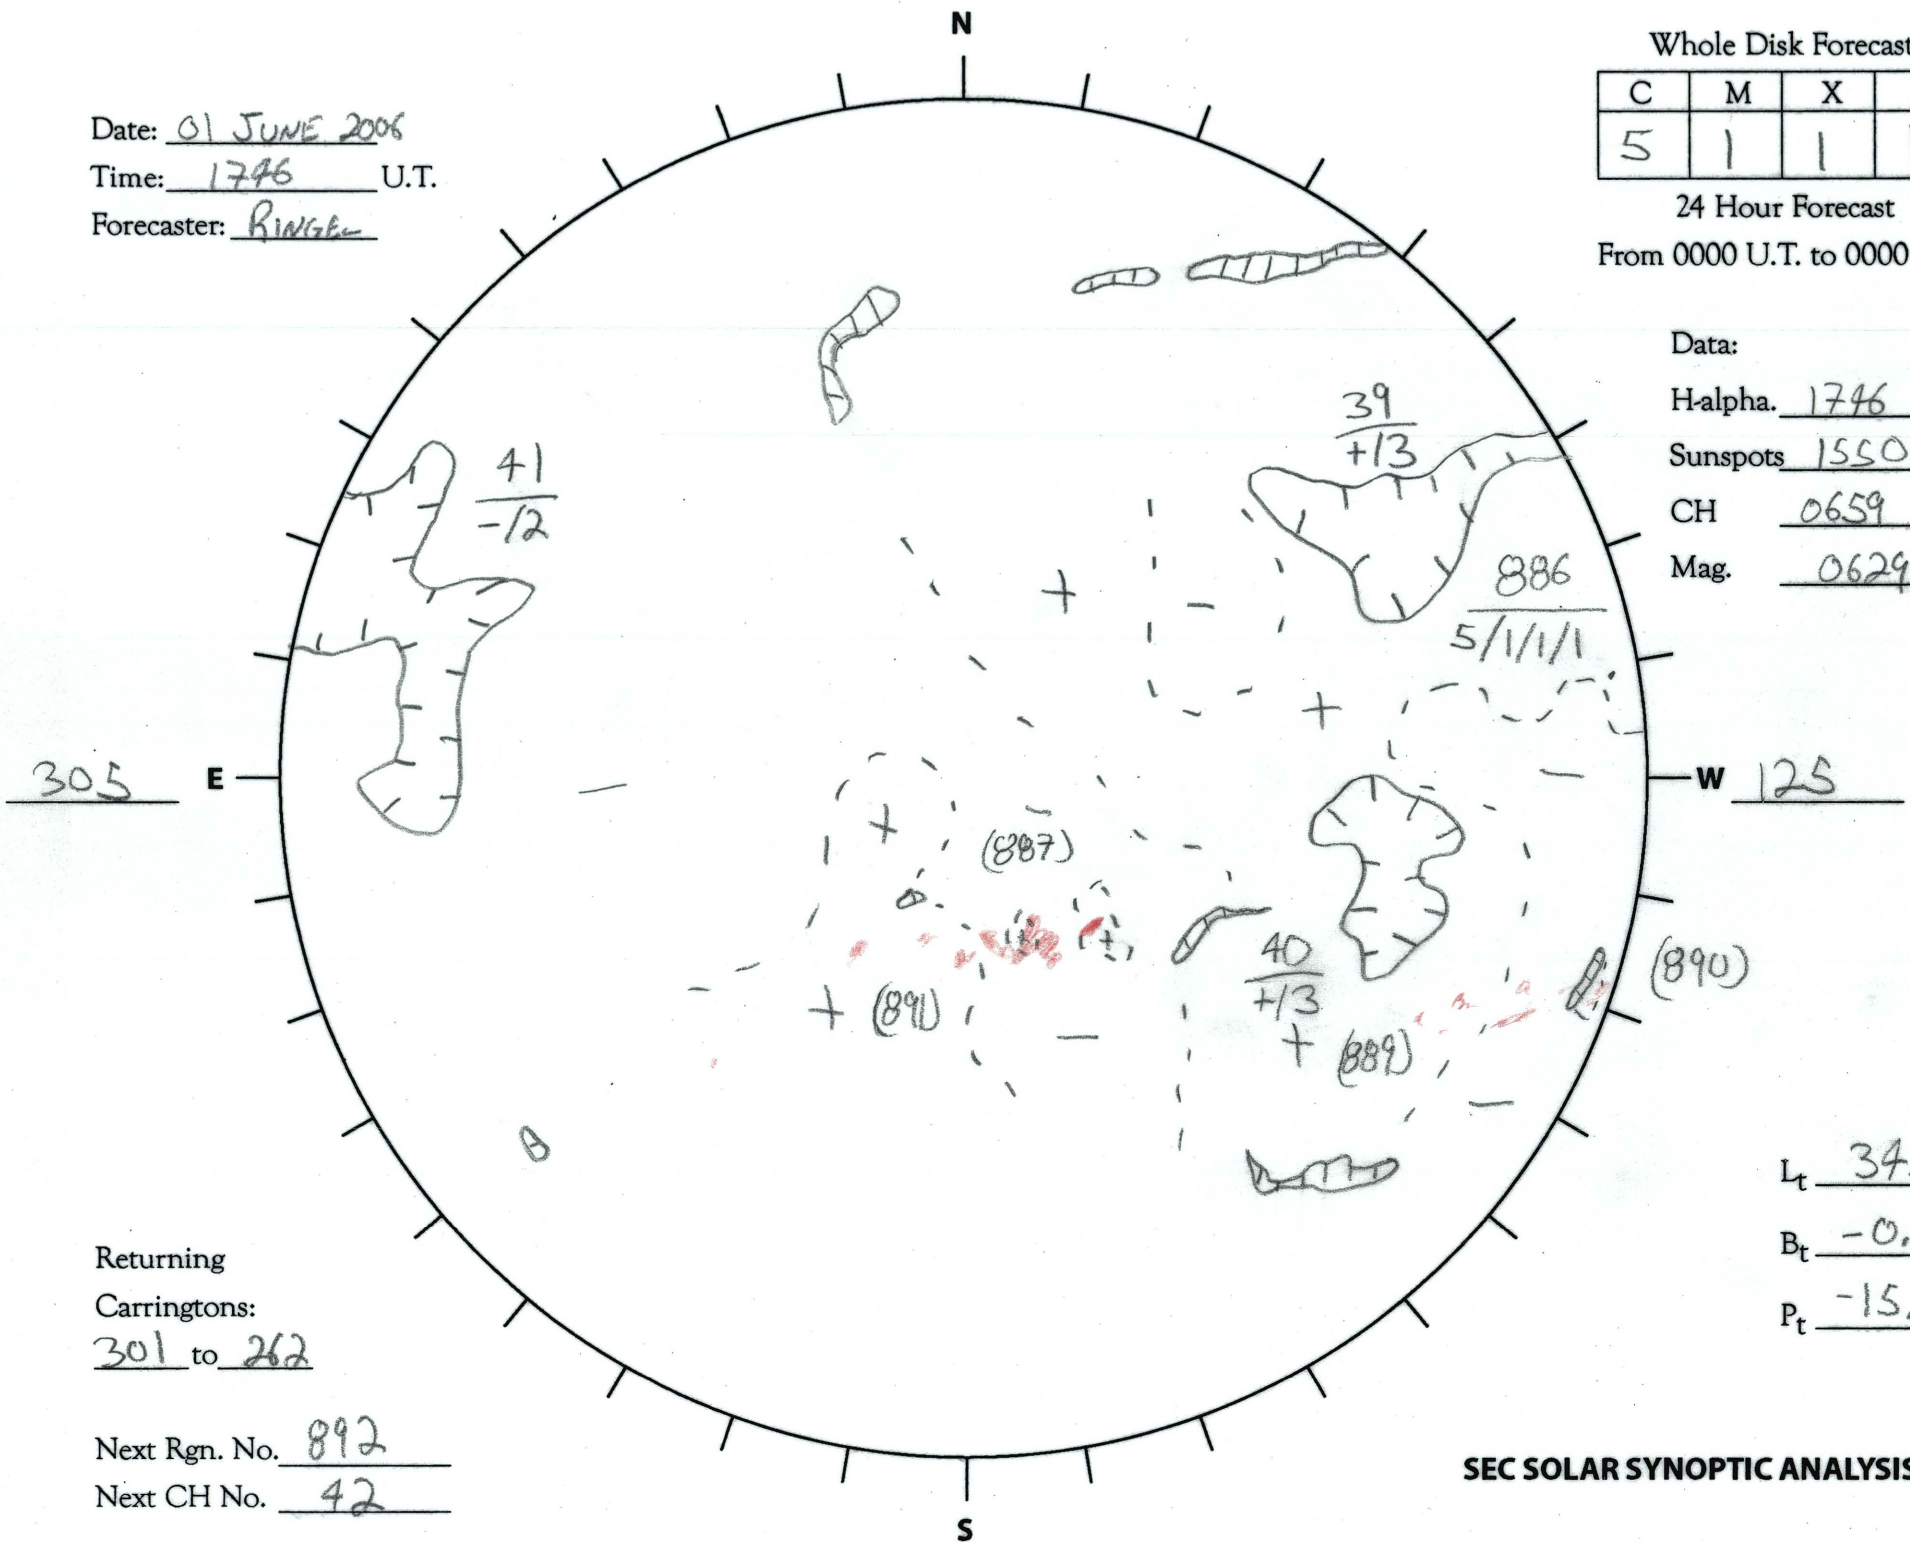 N
Date: 01 JUNE 2006
Time: 1746 U.T.
Forecaster: RINGEL
Whole Disk Forecast
C M X
5 1 1
24 Hour Forecast
From 0000 U.T. to 0000
Data:
H-alpha. 1746
Sunspots 1550
CH 0659
Mag. 0629
39
+/3
41
-/2
886
5/1/1/1
305 E
W 125
(887)
40
+/3
(890)
(891)
(889)
Lt 34.
Bt -0.
Pt -15.
Returning
Carringtons:
301 to 262
Next Rgn. No. 892
Next CH No. 42
SEC SOLAR SYNOPTIC ANALYSIS
S